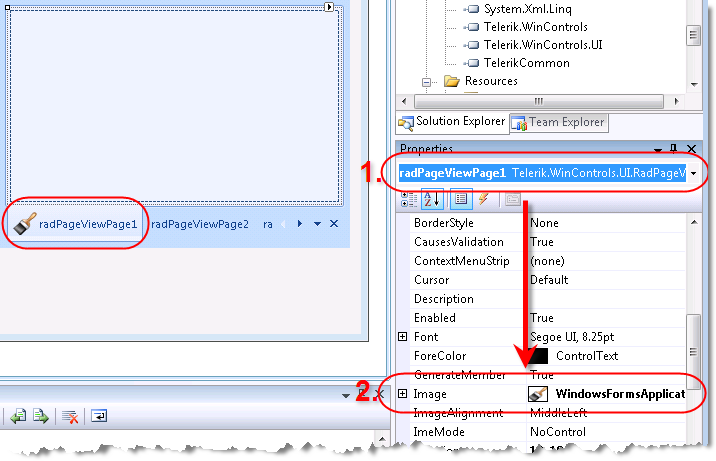 System.Xml.Linq
Telerik.WinControls
Telerik.WinControls.UI
TelerikCommon
Resources
Solution Explorer Team Explorer
Properties
1. radPageViewPage1 Telerik.WinControls.UI.RadPageV
radPageViewPage1 radPageViewPage2 ra
BorderStyle None
CausesValidation True
ContextMenuStrip (none)
Cursor Default
Description
Enabled True
Font Segoe UI, 8.25pt
ForeColor ControlText
GenerateMember True
2. Image WindowsFormsApplicat
ImageAlignment MiddleLeft
ImeMode NoControl